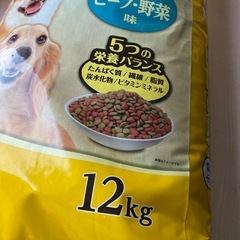 ビーフ・野菜
味
5つの
栄養バランス
たんぱく質/繊維/脂質
炭水化物/ビタミンミネラル
12kg